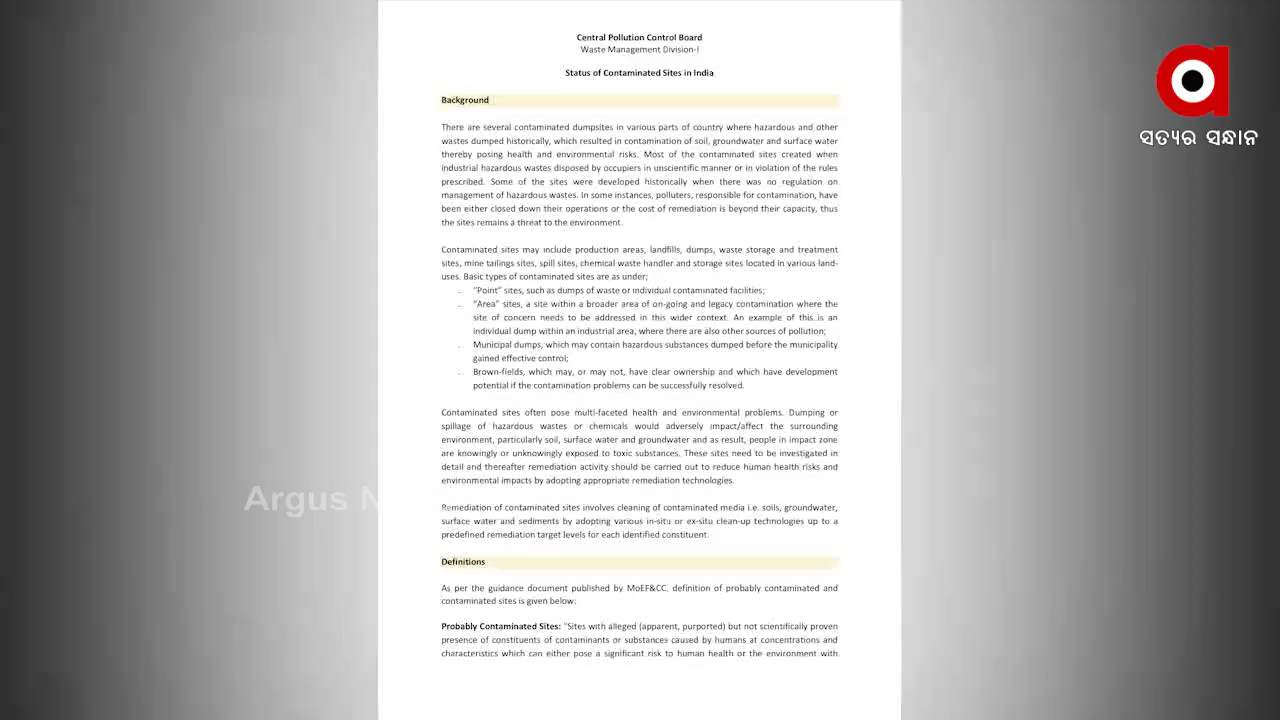 Central Pollution Control Board
Waste Management Division-I
Status of Contaminated Sites in India
Background
There are several contaminated dumpsites in various parts of country where hazardous and other
wastes dumped historically, which resulted in contamination of soil, groundwater and surface water
thereby posing health and environmental risks. Most of the contaminated sites created when
industrial hazardous wastes disposed by occupiers in unscientific manner or in violation of the rules
prescribed. Some of the sites were developed historically when there was no regulation on
management of hazardous wastes. In some instances, polluters, responsible for contamination, have
been either closed down their operations or the cost of remediation is beyond their capacity, thus
the sites remains a threat to the environment.
Contaminated sites may include production areas, landfills, dumps, waste storage and treatment
sites, mine tailings sites, spill sites, chemical waste handler and storage sites located in various land-
uses. Basic types of contaminated sites are as under;
– "Point" sites, such as dumps of waste or individual contaminated facilities;
– "Area" sites, a site within a broader area of on-going and legacy contamination where the
site of concern needs to be addressed in this wider context. An example of this is an
individual dump within an industrial area, where there are also other sources of pollution;
– Municipal dumps, which may contain hazardous substances dumped before the municipality
gained effective control;
– Brown-fields, which may, or may not, have clear ownership and which have development
potential if the contamination problems can be successfully resolved.
Contaminated sites often pose multi-faceted health and environmental problems. Dumping or
spillage of hazardous wastes or chemicals would adversely impact/affect the surrounding
environment, particularly soil, surface water and groundwater and as result, people in impact zone
are knowingly or unknowingly exposed to toxic substances. These sites need to be investigated in
detail and thereafter remediation activity should be carried out to reduce human health risks and
environmental impacts by adopting appropriate remediation technologies.
Remediation of contaminated sites involves cleaning of contaminated media i.e. soils, groundwater,
surface water and sediments by adopting various in-situ or ex-situ clean-up technologies up to a
predefined remediation target levels for each identified constituent.
Definitions
As per the guidance document published by MoEF&CC, definition of probably contaminated and
contaminated sites is given below:
Probably Contaminated Sites: "Sites with alleged (apparent, purported) but not scientifically proven
presence of constituents of contaminants or substances caused by humans at concentrations and
characteristics which can either pose a significant risk to human health or the environment with
ସତ୍ୟର ସନ୍ଧାନ
Argus